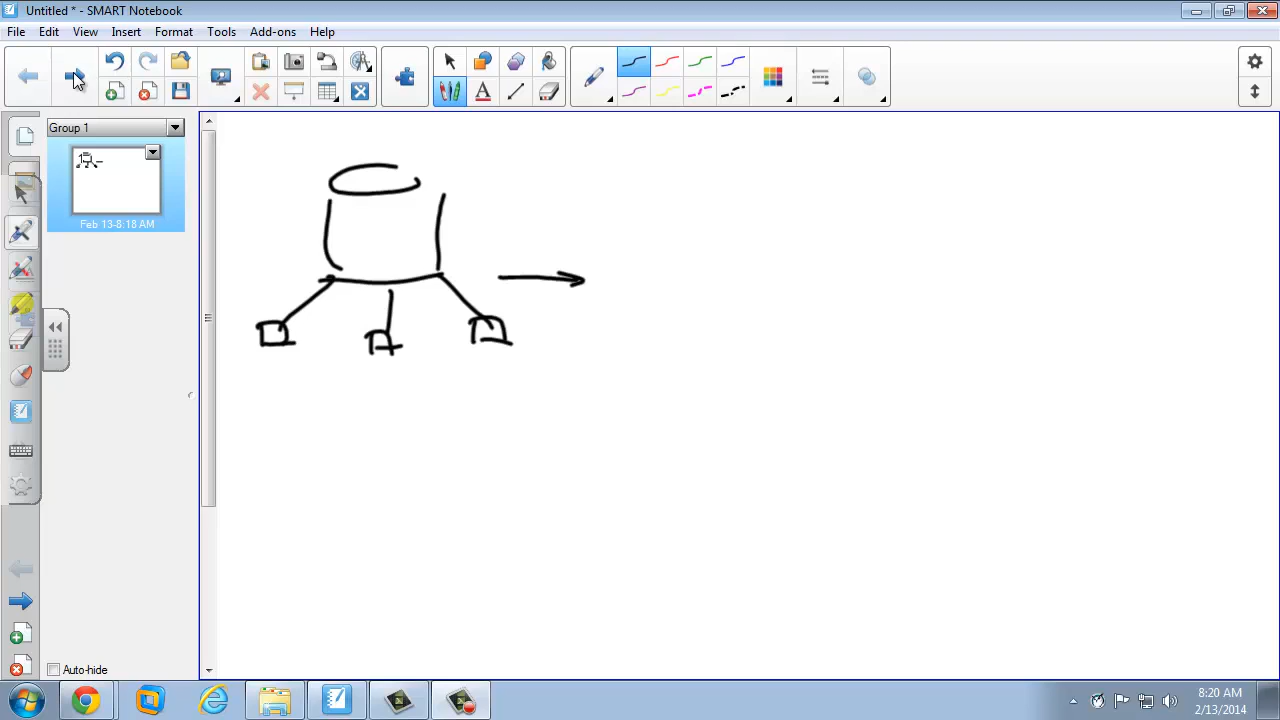 Untitled * - SMART Notebook
File Edit View Insert Format Tools Add-ons Help
Group 1
Feb 13-8:18 AM
Auto-hide
8:20 AM
2/13/2014